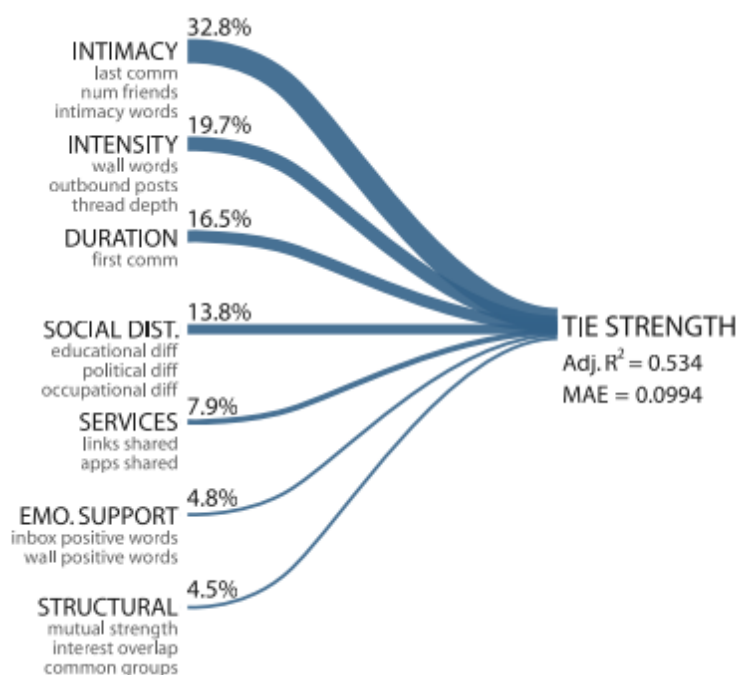 32.8%
INTIMACY
last comm
num friends
intimacy words
19.7%
INTENSITY
wall words
outbound posts
thread depth
16.5%
DURATION
first comm
13.8%
SOCIAL DIST.
educational diff
political diff
occupational diff
7.9%
SERVICES
links shared
apps shared
4.8%
EMO. SUPPORT
inbox positive words
wall positive words
4.5%
STRUCTURAL
mutual strength
interest overlap
common groups
TIE STRENGTH
Adj. R² = 0.534
MAE = 0.0994